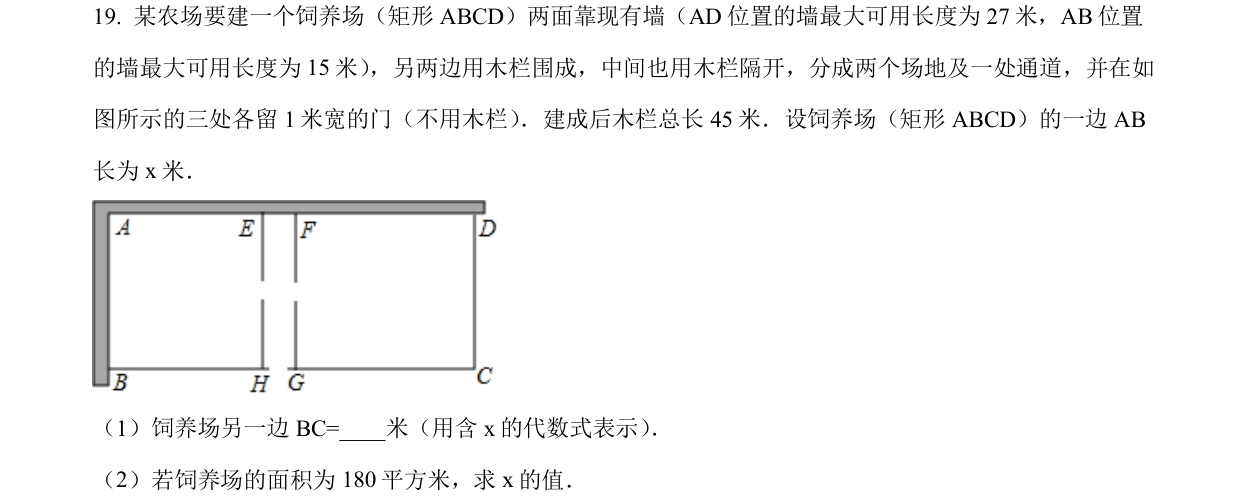 19. 某农场要建一个饲养场（矩形 ABCD）两面靠现有墙（AD 位置的墙最大可用长度为 27 米，AB 位置
的墙最大可用长度为 15 米），另两边用木栏围成，中间也用木栏隔开，分成两个场地及一处通道，并在如
图所示的三处各留 1 米宽的门（不用木栏）．建成后木栏总长 45 米．设饲养场（矩形 ABCD）的一边 AB
长为 x 米．
A E F D
B H G C
（1）饲养场另一边 BC=____米（用含 x 的代数式表示）．
（2）若饲养场的面积为 180 平方米，求 x 的值．